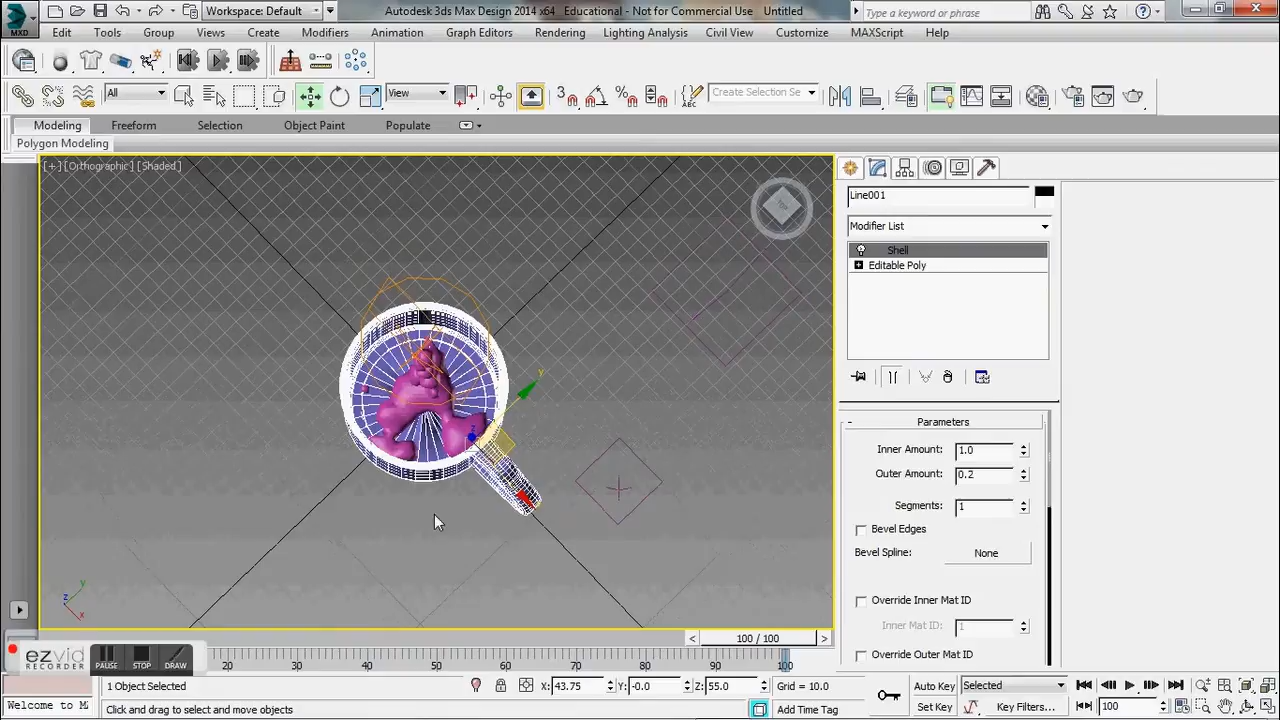 Workspace: Default
Autodesk 3ds Max Design 2014 x64
Educational - Not for Commercial Use
Untitled
Type a keyword or phrase
MXD
Edit Tools Group Views Create Modifiers Animation Graph Editors Rendering Lighting Analysis Civil View Customize MAXScript Help
All View Create Selection Se
Modeling Freeform Selection Object Paint Populate
Polygon Modeling
[+] [Orthographic] [Shaded]
Line001
Modifier List
Shell
Editable Poly
Parameters
Inner Amount: 1.0
Outer Amount: 0.2
Segments: 1
Bevel Edges
Bevel Spline: None
Override Inner Mat ID
Inner Mat ID: 1
Override Outer Mat ID
100 / 100
ezvid
RECORDER
PAUSE STOP DRAW
20 30 40 50 60 70 80 90 100
1 Object Selected
X: 43.75 Y: -0.0 Z: 55.0
Grid = 10.0
Auto Key Selected
Welcome to M
Click and drag to select and move objects
Add Time Tag
Set Key Key Filters... 100